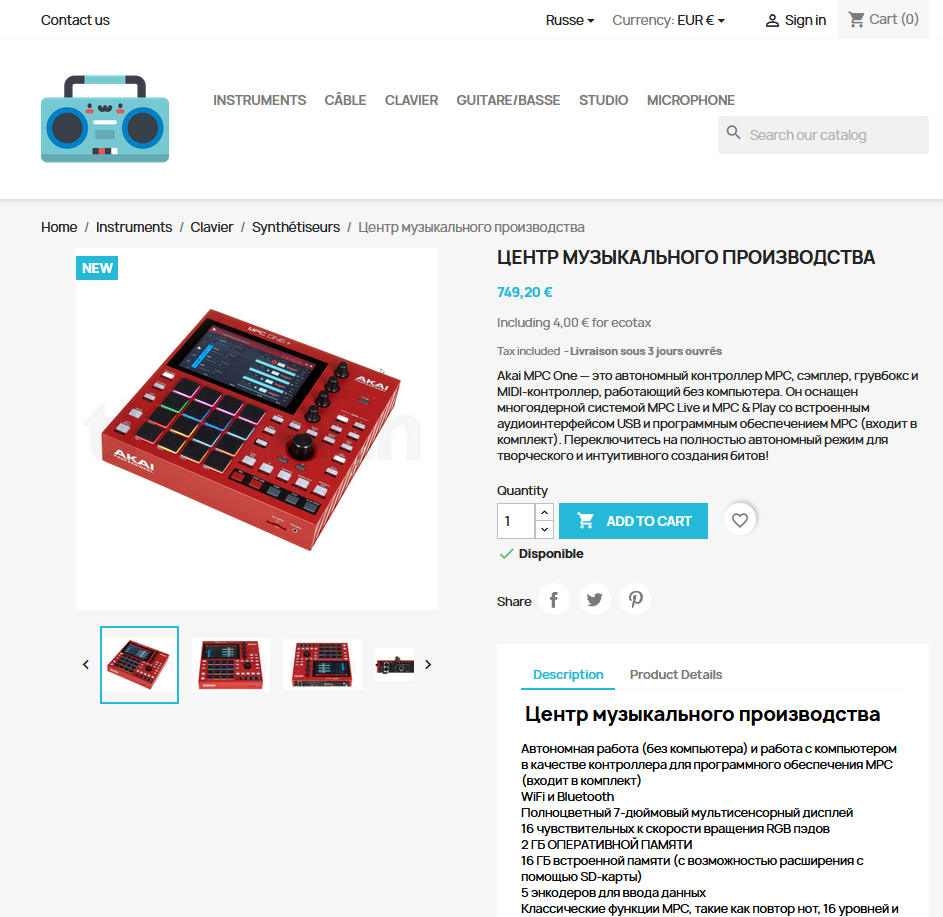 Contact us
Russe
Currency: EUR €
Sign in
Cart (0)
INSTRUMENTS CÂBLE CLAVIER GUITARE/BASSE STUDIO MICROPHONE
Search our catalog
Home / Instruments / Clavier / Synthétiseurs / Центр музыкального производства
NEW
MPC ONE+
AKAI
AKAI
PROFESSIONAL
ЦЕНТР МУЗЫКАЛЬНОГО ПРОИЗВОДСТВА
749,20 €
Including 4,00 € for ecotax
Tax included - Livraison sous 3 jours ouvrés
Akai MPC One — это автономный контроллер MPC, сэмплер, грувбокс и
MIDI-контроллер, работающий без компьютера. Он оснащен
многоядерной системой MPC Live и MPC & Play со встроенным
аудиоинтерфейсом USB и программным обеспечением MPC (входит в
комплект). Переключитесь на полностью автономный режим для
творческого и интуитивного создания битов!
Quantity
1
ADD TO CART
Disponible
Share
Description Product Details
Центр музыкального производства
Автономная работа (без компьютера) и работа с компьютером
в качестве контроллера для программного обеспечения MPC
(входит в комплект)
WiFi и Bluetooth
Полноцветный 7-дюймовый мультисенсорный дисплей
16 чувствительных к скорости вращения RGB пэдов
2 ГБ ОПЕРАТИВНОЙ ПАМЯТИ
16 ГБ встроенной памяти (с возможностью расширения с
помощью SD-карты)
5 энкодеров для ввода данных
Классические функции MPC, такие как повтор нот, 16 уровней и